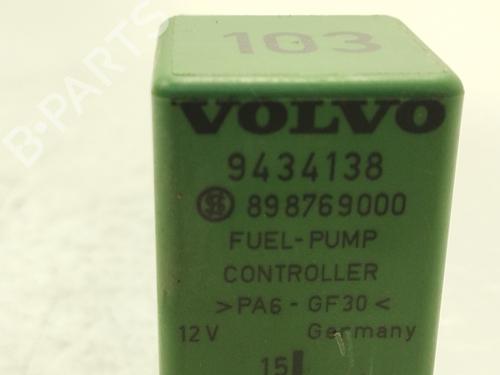 103
VOLVO
9434138
898769000
FUEL-PUMP
CONTROLLER
>PA6-GF30<
12V Germany
15
B-PARTS